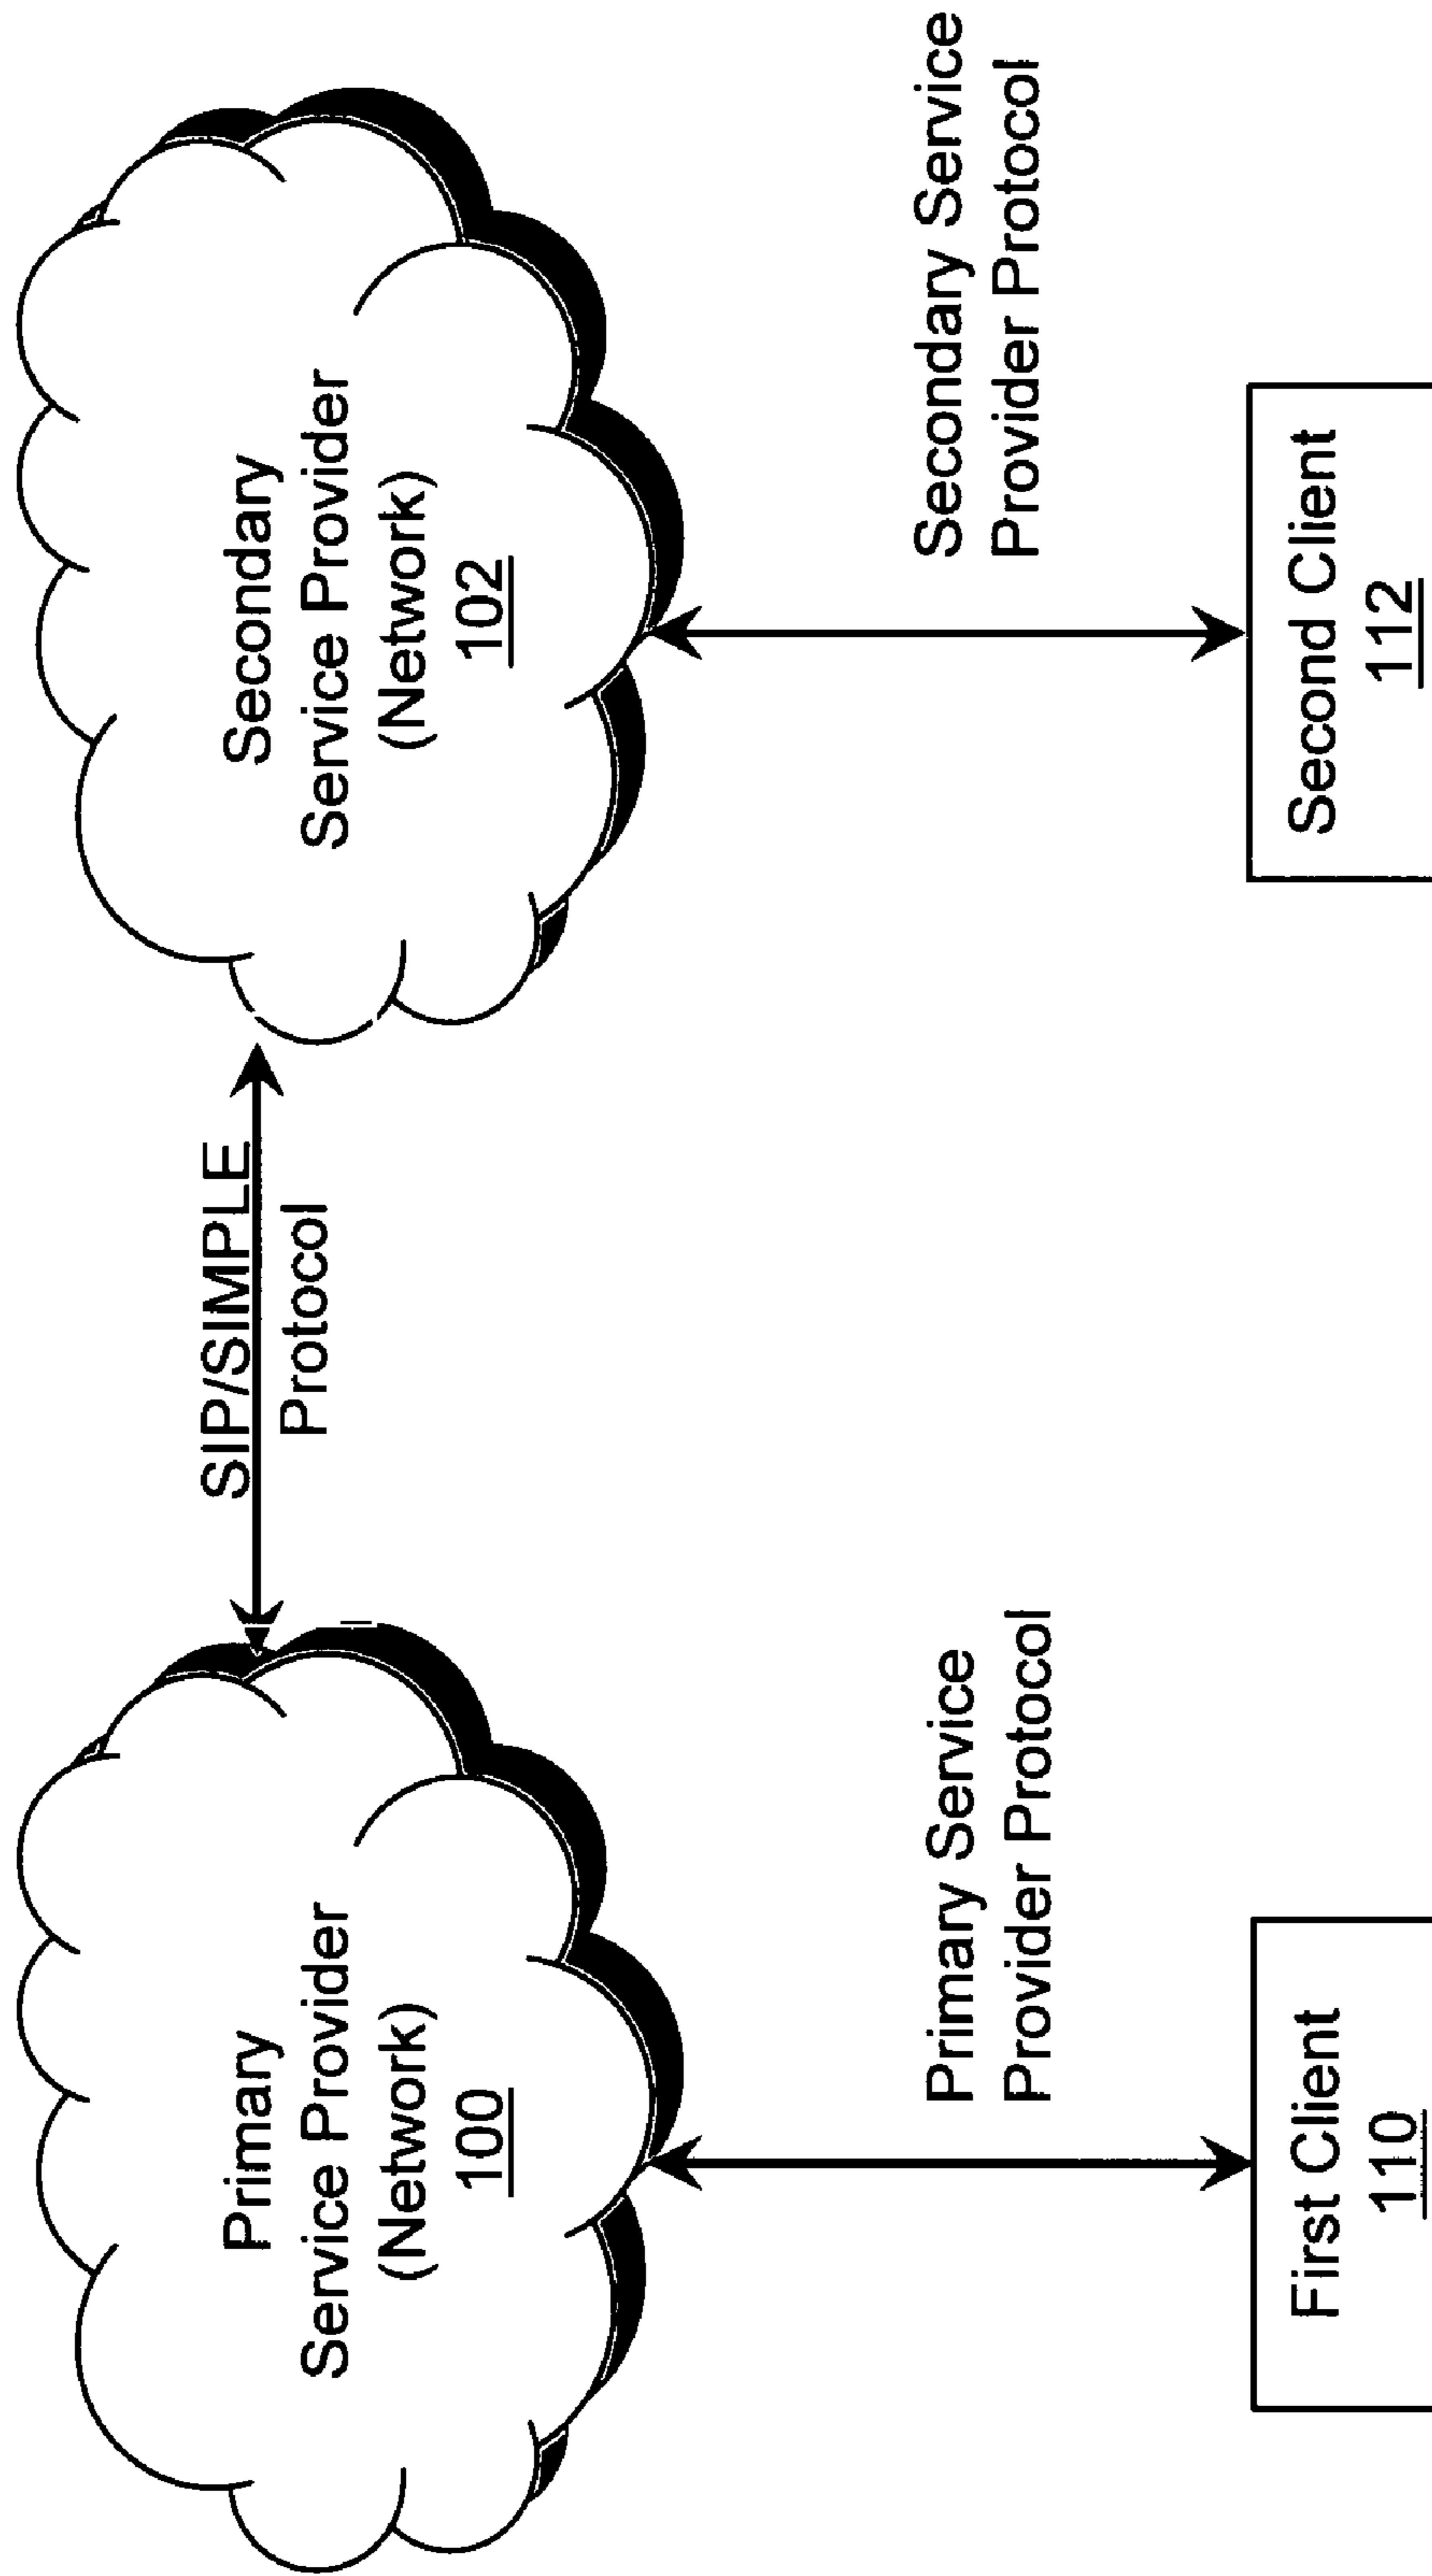 Primary
Service Provider
(Network)
100
SIP/SIMPLE
Protocol
Secondary
Service Provider
(Network)
102
Primary Service
Provider Protocol
Secondary Service
Provider Protocol
First Client
110
Second Client
112